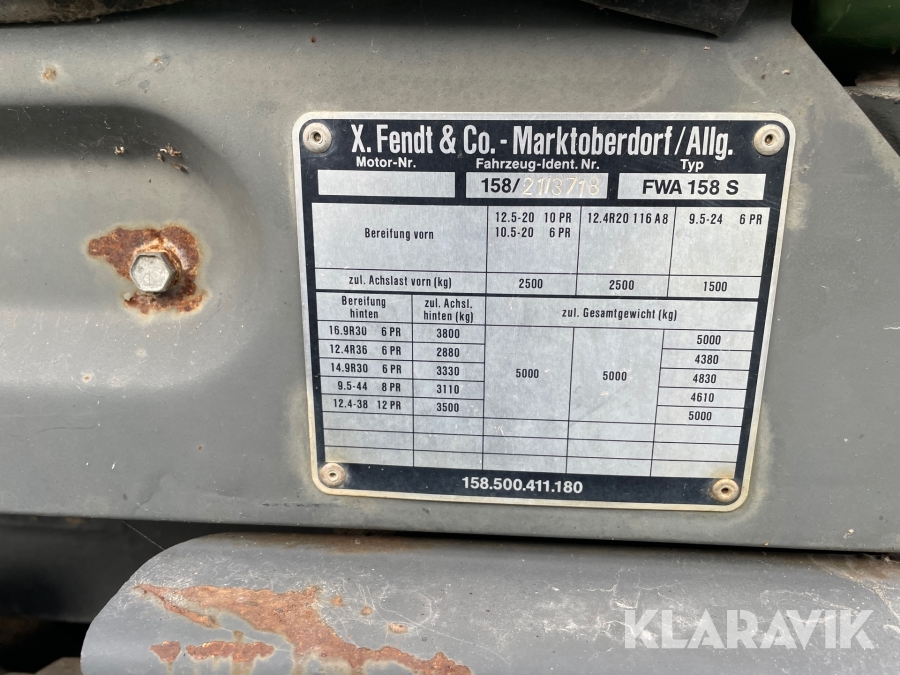 X. Fendt & Co. - Marktoberdorf/Allg.
Motor-Nr. Fahrzeug-Ident. Nr. Typ
158/21/3718 FWA 158 S
Bereifung vorn 12.5-20 10 PR 12.4R20 116 A8 9.5-24 6 PR
10.5-20 6 PR
zul. Achslast vorn (kg) 2500 2500 1500
Bereifung zul. Achsl. zul. Gesamtgewicht (kg)
hinten hinten (kg)
16.9R30 6 PR 3800 5000
12.4R36 6 PR 2880 4380
14.9R30 6 PR 3330 5000 5000 4830
9.5-44 8 PR 3110 4610
12.4-38 12 PR 3500 5000
158.500.411.180
KLARAVIK